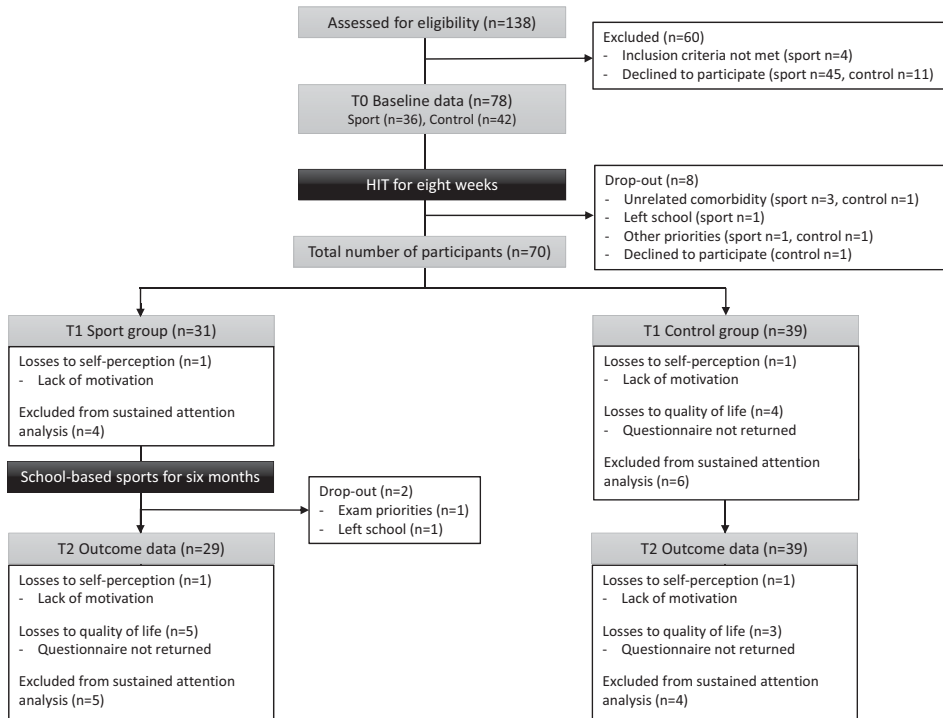 Assessed for eligibility (n=138)
Excluded (n=60)
- Inclusion criteria not met (sport n=4)
- Declined to participate (sport n=45, control n=11)
T0 Baseline data (n=78)
Sport (n=36), Control (n=42)
HIT for eight weeks
Drop-out (n=8)
- Unrelated comorbidity (sport n=3, control n=1)
- Left school (sport n=1)
- Other priorities (sport n=1, control n=1)
- Declined to participate (control n=1)
Total number of participants (n=70)
T1 Sport group (n=31)
Losses to self-perception (n=1)
- Lack of motivation
Excluded from sustained attention
analysis (n=4)
T1 Control group (n=39)
Losses to self-perception (n=1)
- Lack of motivation
Losses to quality of life (n=4)
- Questionnaire not returned
Excluded from sustained attention
analysis (n=6)
School-based sports for six months
Drop-out (n=2)
- Exam priorities (n=1)
- Left school (n=1)
T2 Outcome data (n=29)
Losses to self-perception (n=1)
- Lack of motivation
Losses to quality of life (n=5)
- Questionnaire not returned
Excluded from sustained attention
analysis (n=5)
T2 Outcome data (n=39)
Losses to self-perception (n=1)
- Lack of motivation
Losses to quality of life (n=3)
- Questionnaire not returned
Excluded from sustained attention
analysis (n=4)